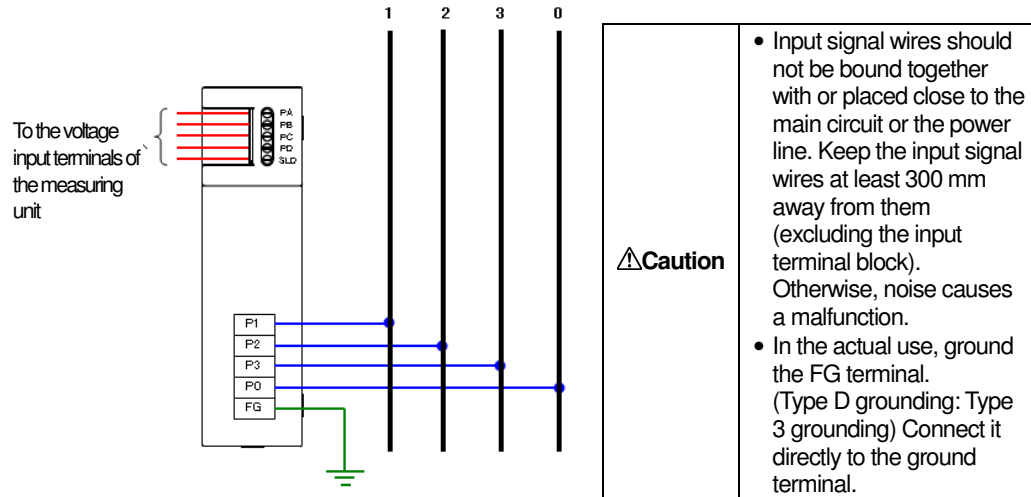 1 2 3 0
To the voltage
input terminals of
the measuring
unit
PA
PB
PC
PD
SLD
P1
P2
P3
P0
FG
⚠Caution
• Input signal wires should
not be bound together
with or placed close to the
main circuit or the power
line. Keep the input signal
wires at least 300 mm
away from them
(excluding the input
terminal block).
Otherwise, noise causes
a malfunction.
• In the actual use, ground
the FG terminal.
(Type D grounding: Type
3 grounding) Connect it
directly to the ground
terminal.